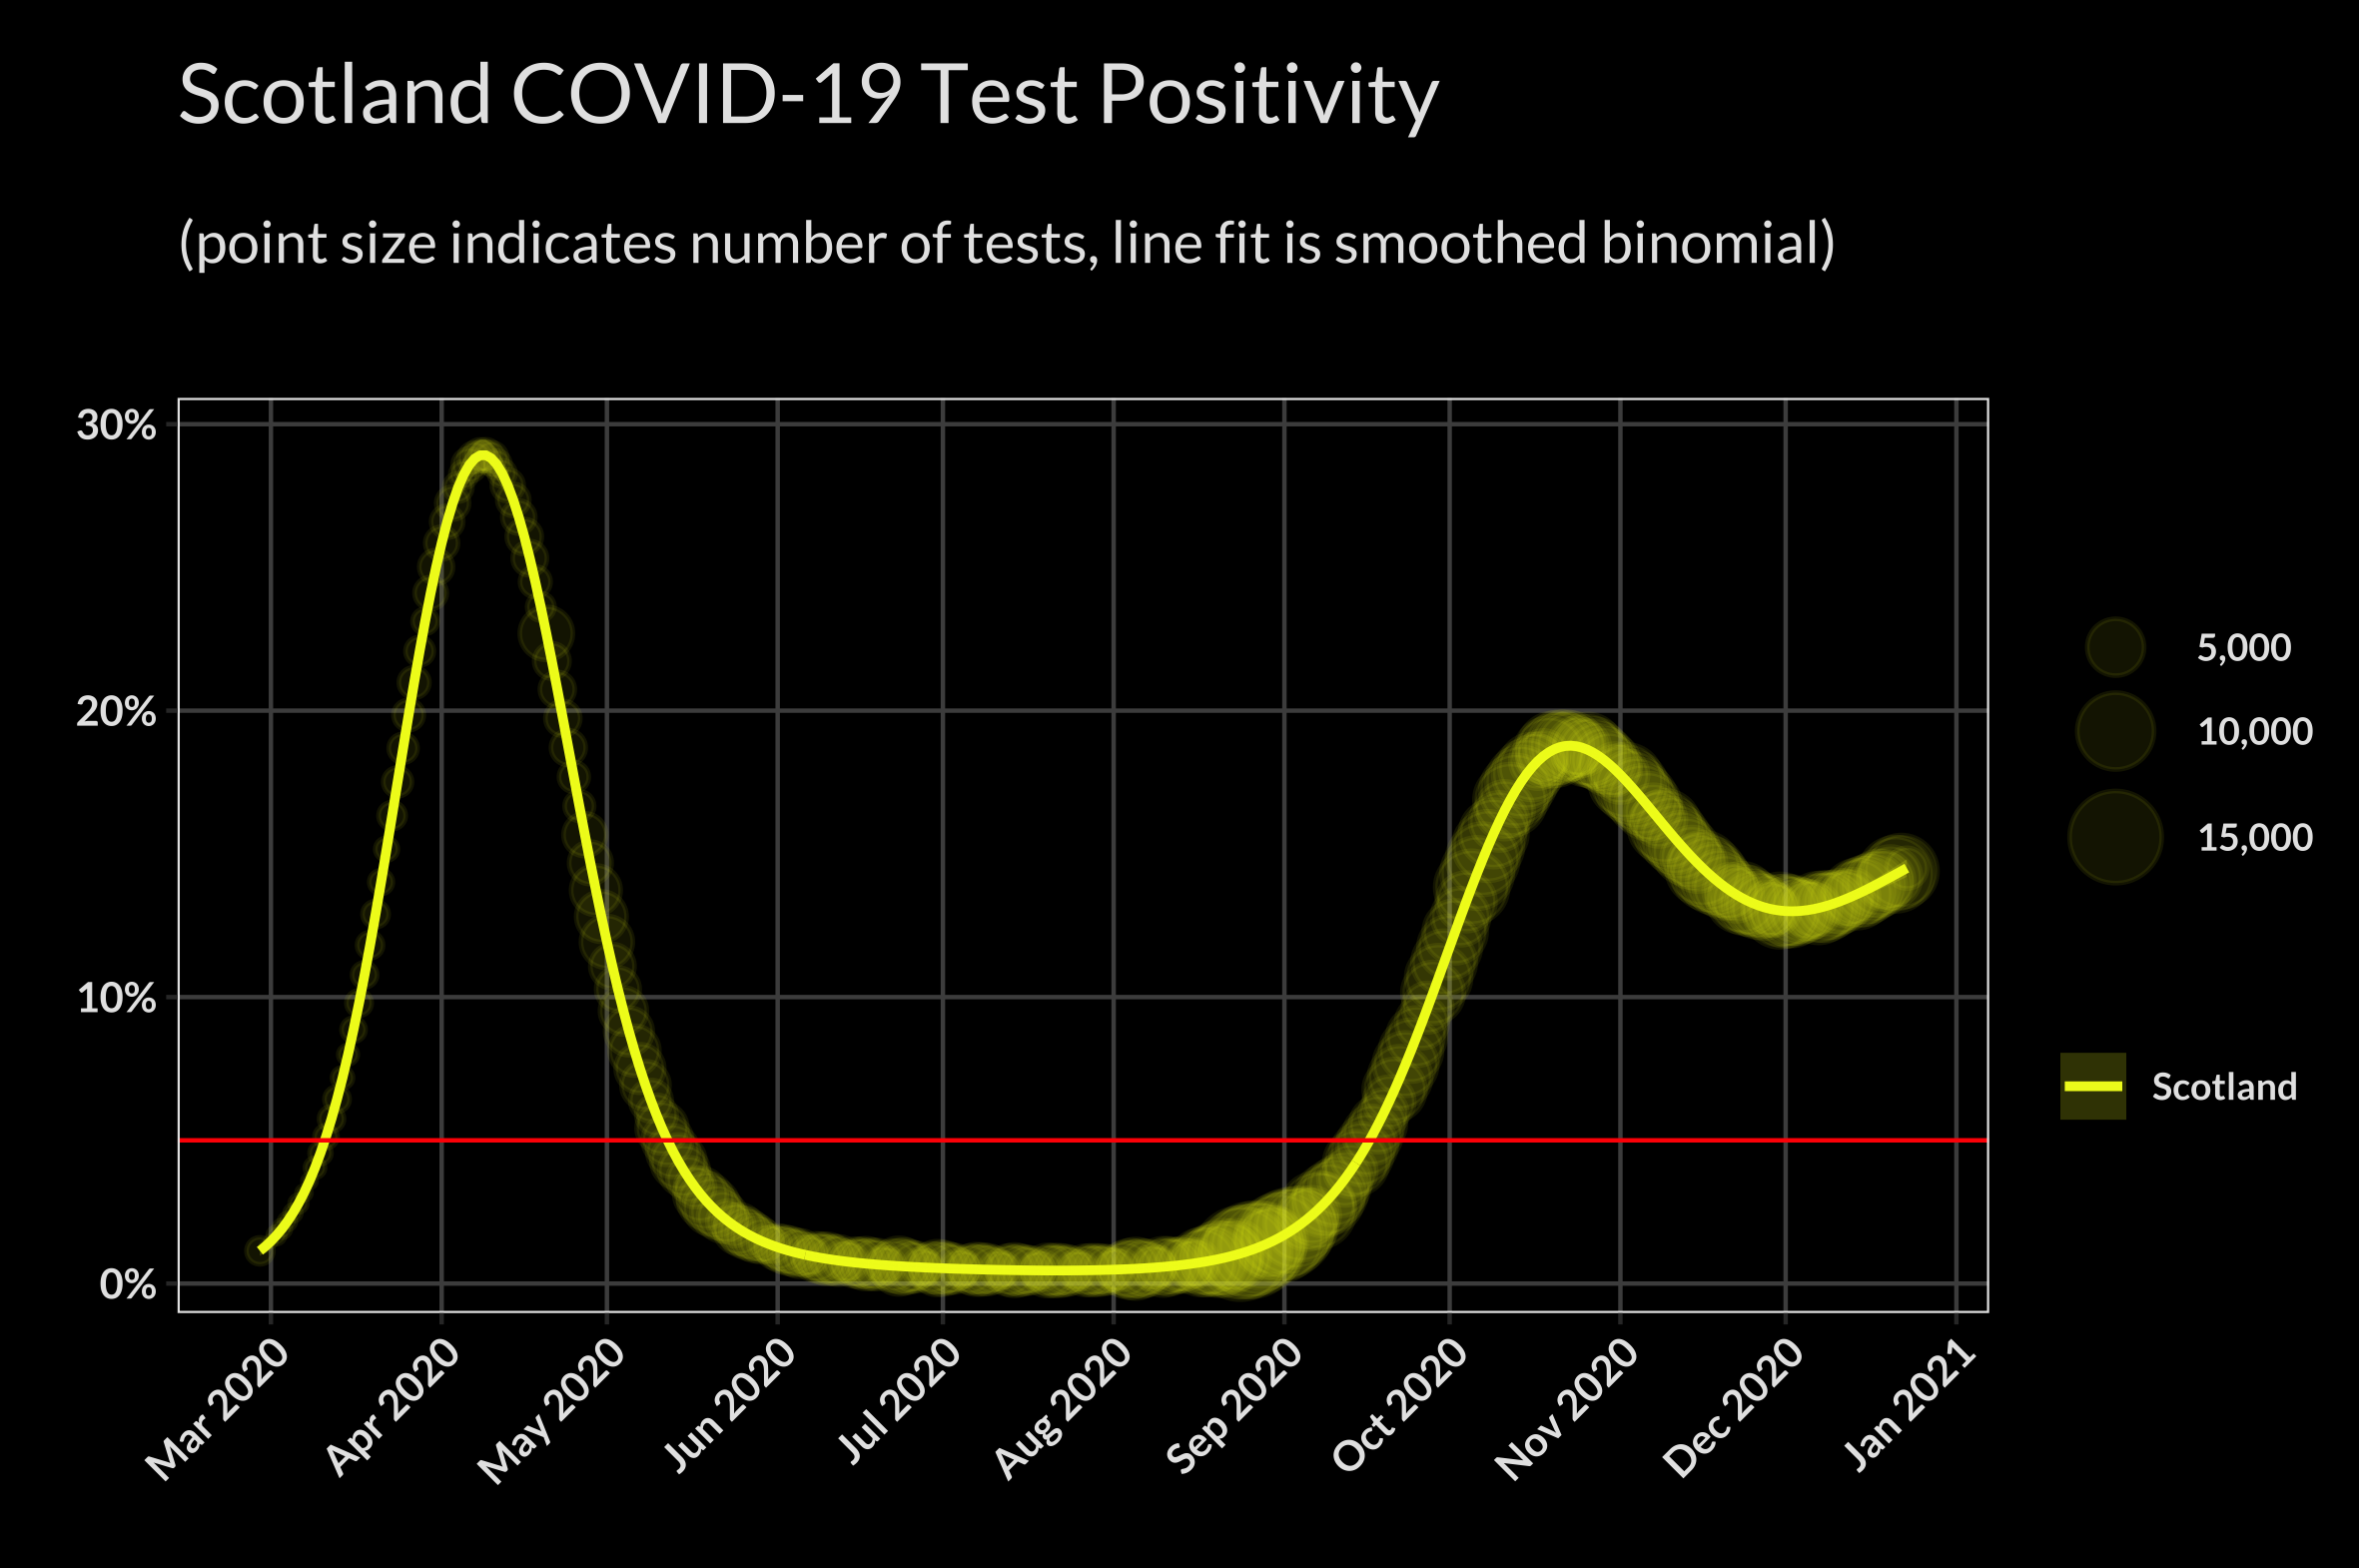 Scotland COVID-19 Test Positivity
(point size indicates number of tests, line fit is smoothed binomial)
30%
20%
10%
0%
Mar 2020
Apr 2020
May 2020
Jun 2020
Jul 2020
Aug 2020
Sep 2020
Oct 2020
Nov 2020
Dec 2020
Jan 2021
5,000
10,000
15,000
Scotland